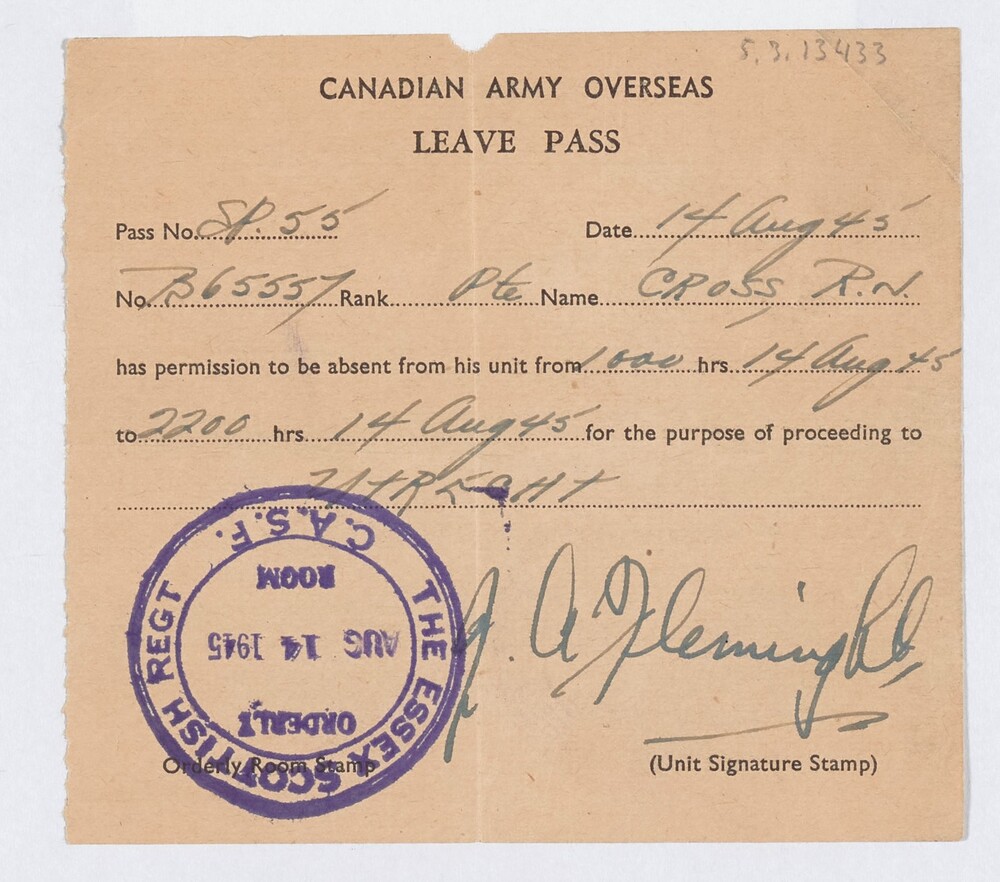 5.3.13433
CANADIAN ARMY OVERSEAS
LEAVE PASS
Pass No. SP. 55 Date 14 Aug 45
No. B65557 Rank Pte Name CROSS, R.N.
has permission to be absent from his unit from 1000 hrs 14 Aug 45
to 2200 hrs 14 Aug 45 for the purpose of proceeding to
UtRECHT
THE ESSEX SCOTTISH REGT
C.A.S.F.
ORDERLY
AUG 14 1945
ROOM
J. A Fleming
Orderly Room Stamp (Unit Signature Stamp)